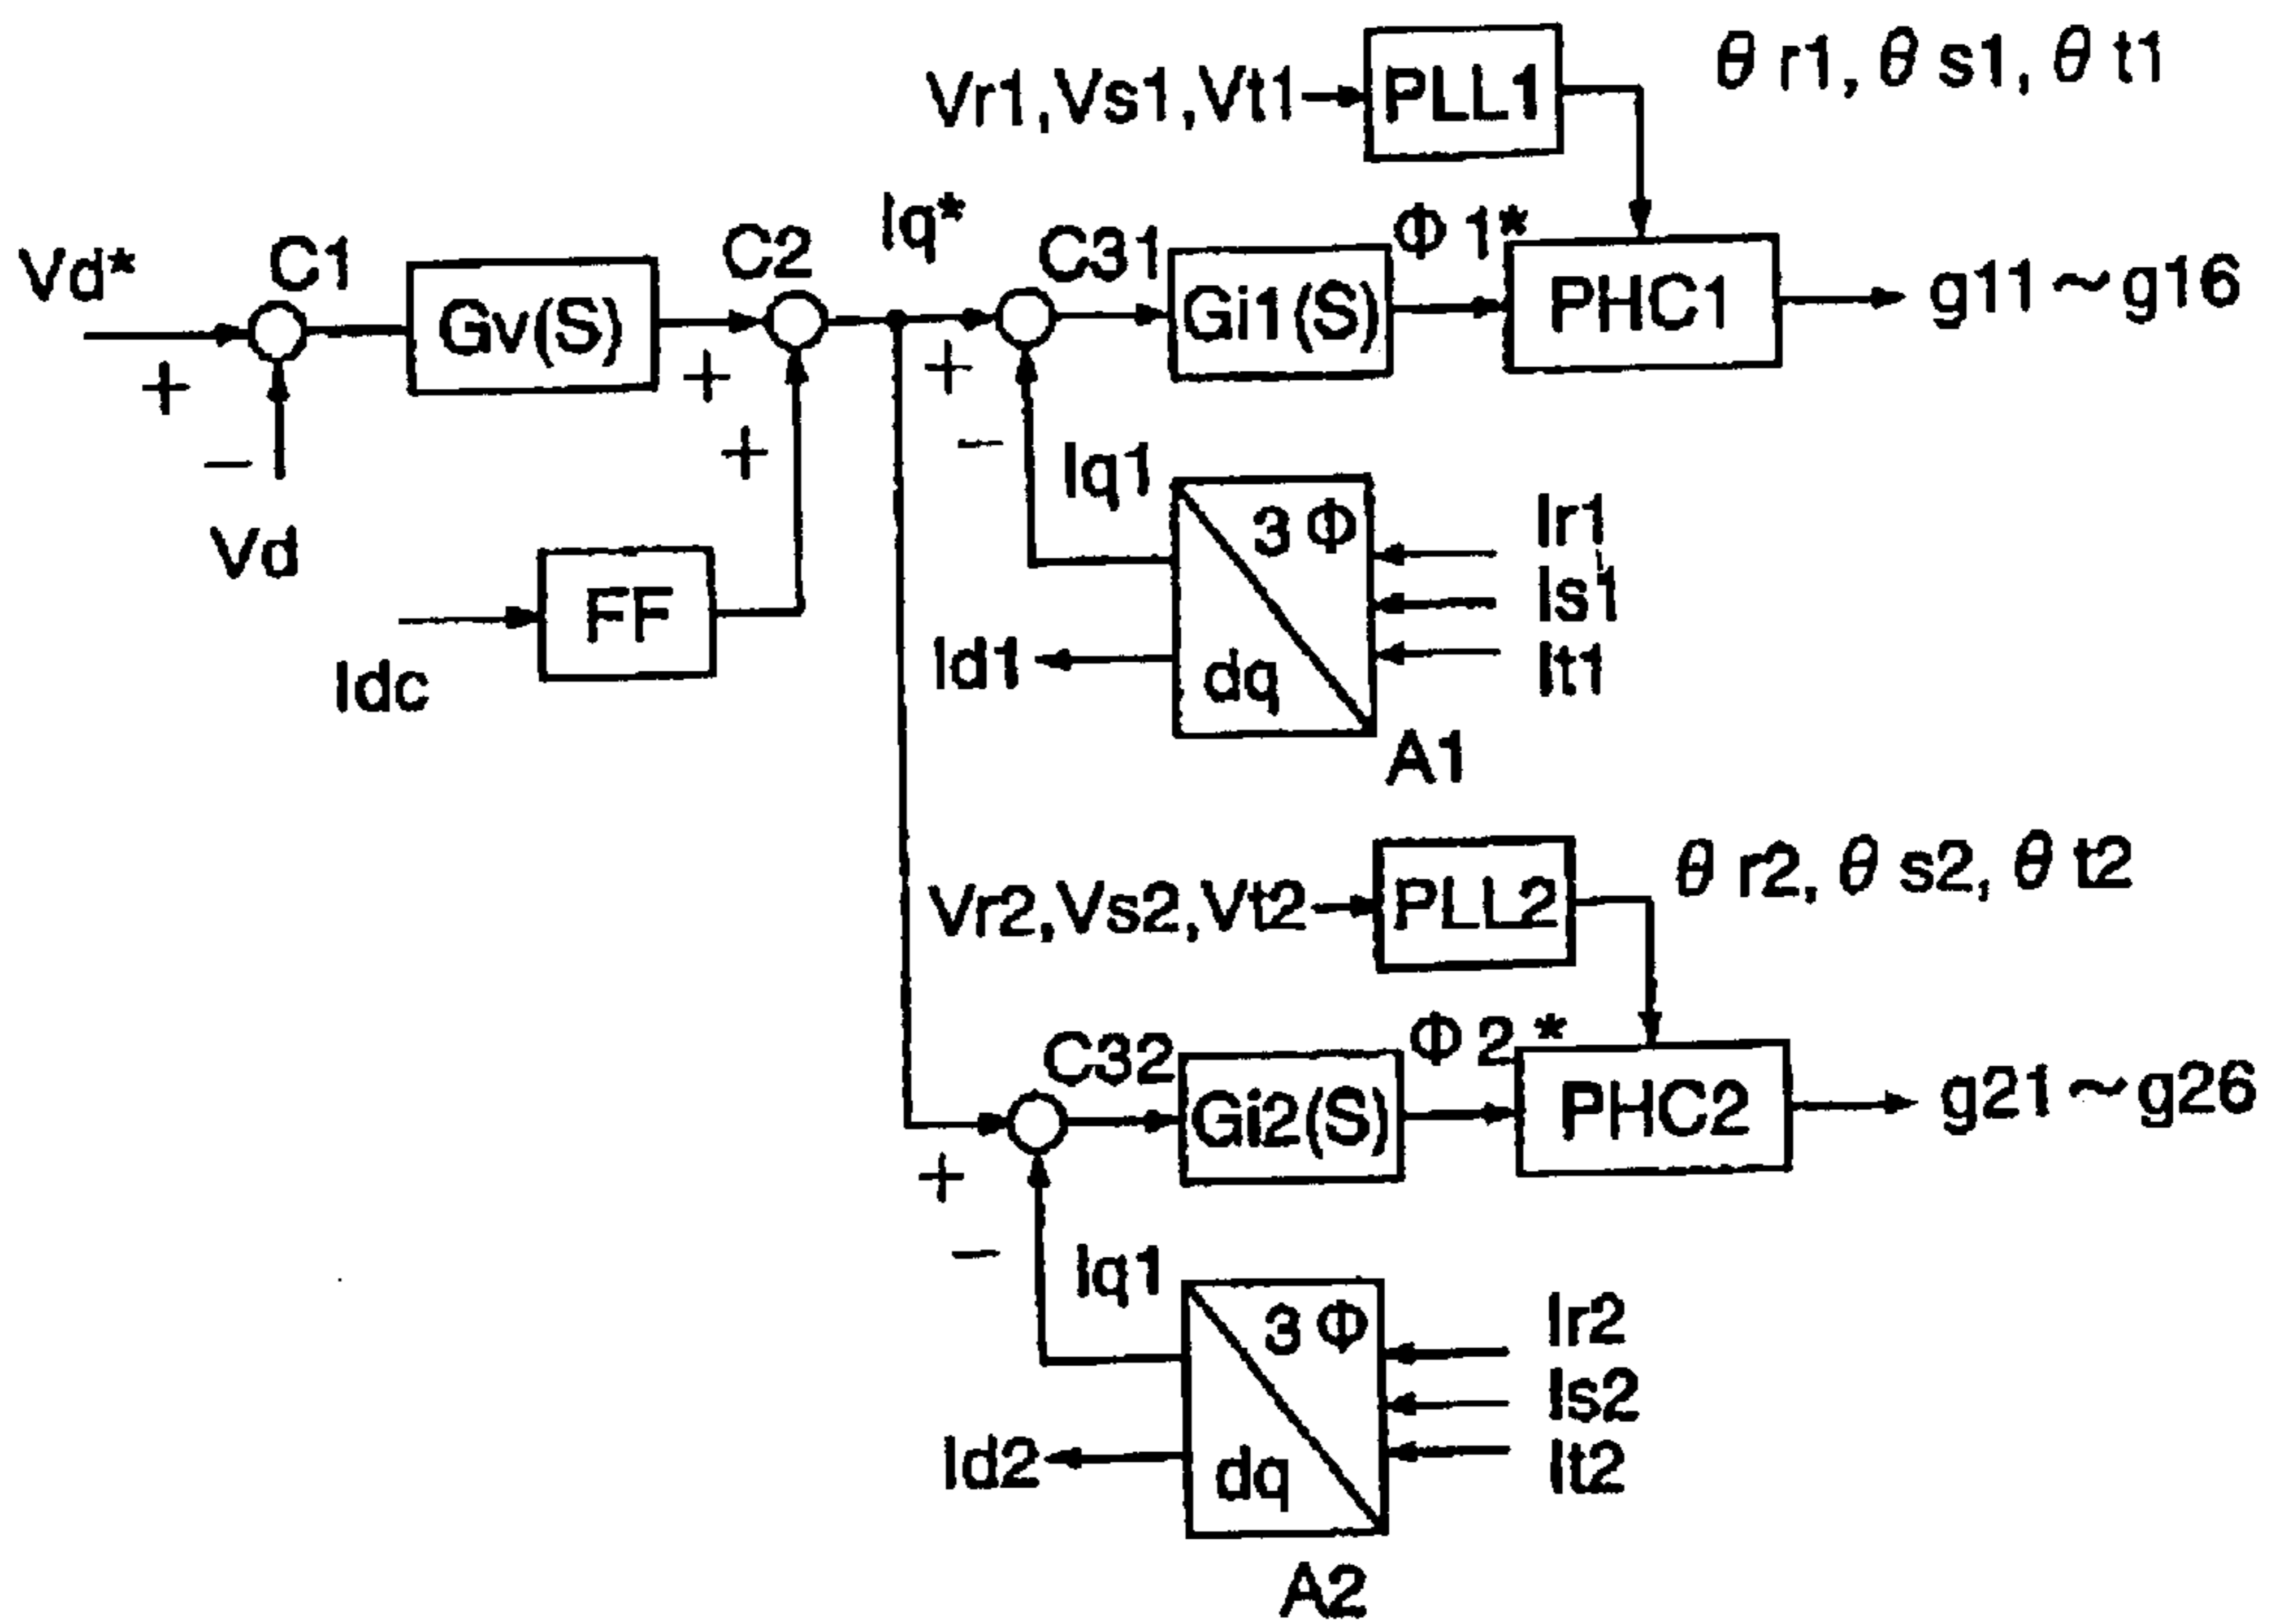 Vr1,Vs1,Vt1
PLL1
θ r1, θ s1, θ t1
Vd*
C1
Gv(S)
C2
Iq*
C31
Gi1(S)
Φ 1*
PHC1
g11～g16
+
−
Vd
+
+
+
−
Idc
FF
Iq1
3Φ
dq
Ir1
Is1
It1
Id1
A1
Vr2,Vs2,Vt2
PLL2
θ r2, θ s2, θ t2
C32
Gi2(S)
Φ 2 *
PHC2
g21～g26
+
−
Iq1
3Φ
dq
Ir2
Is2
It2
Id2
A2